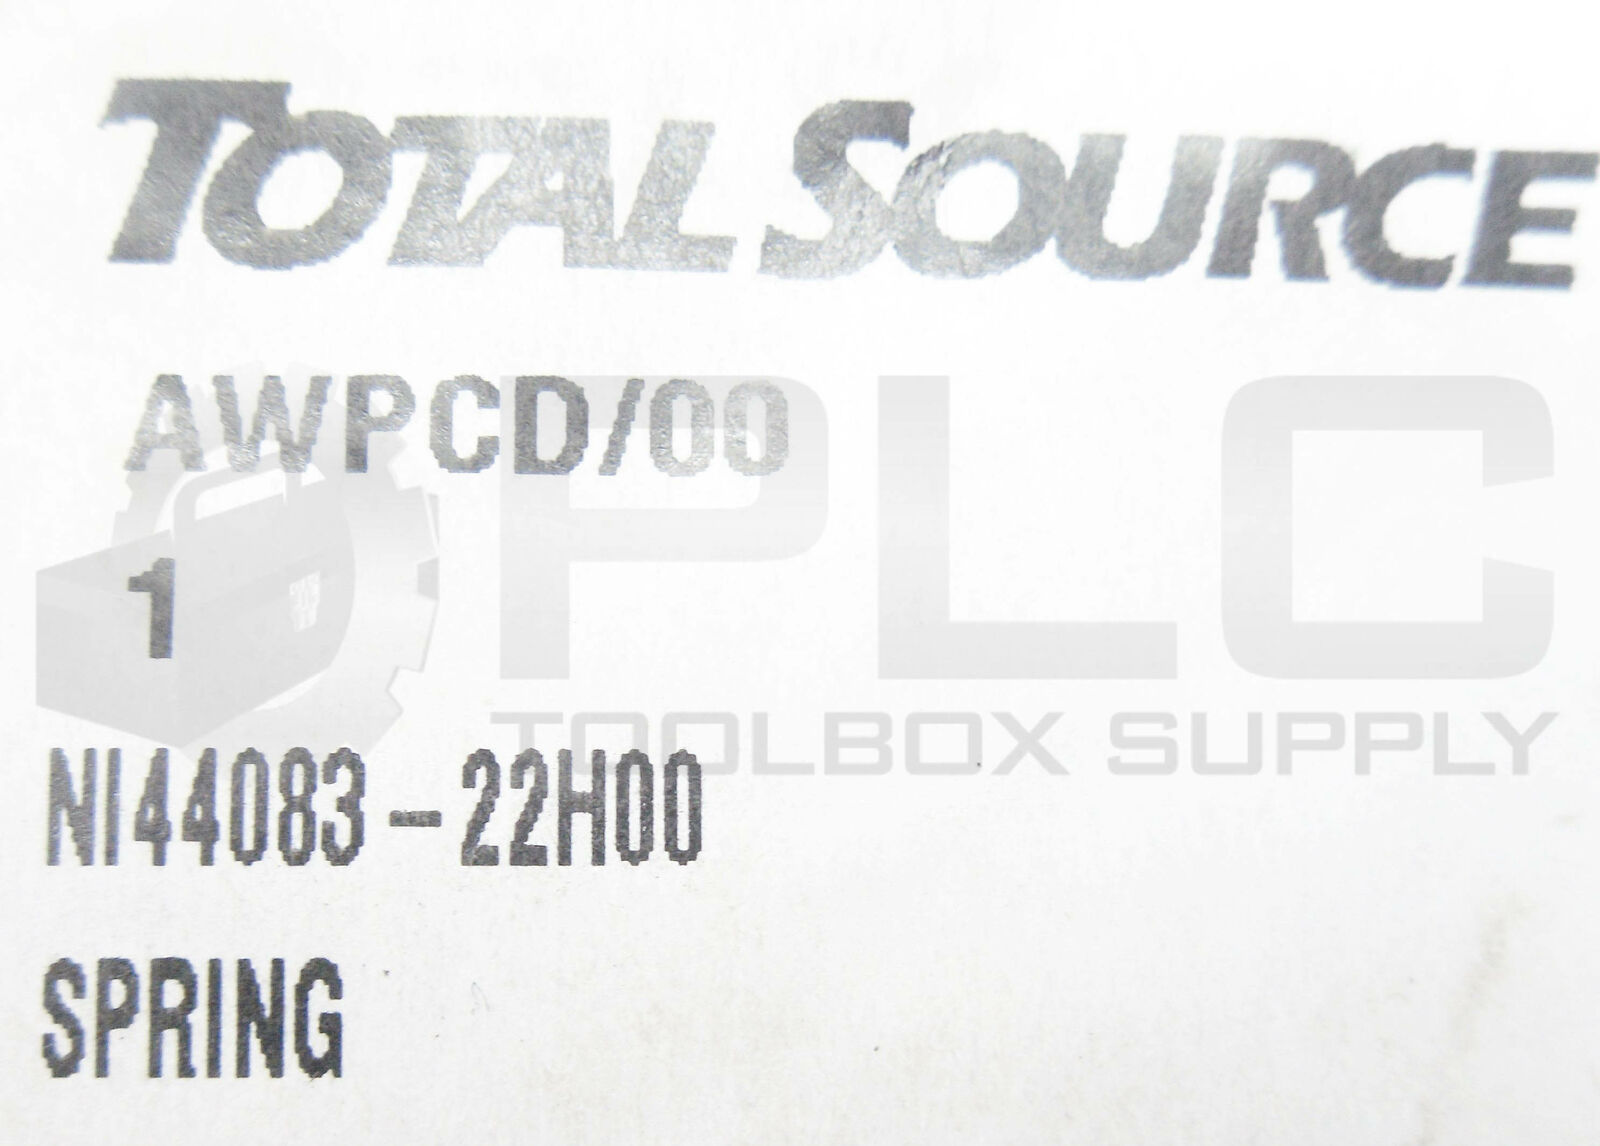 TOTAL SOURCE
AWPCD/00
PLC
1
TOOLBOX SUPPLY
NI44083-22H00
SPRING